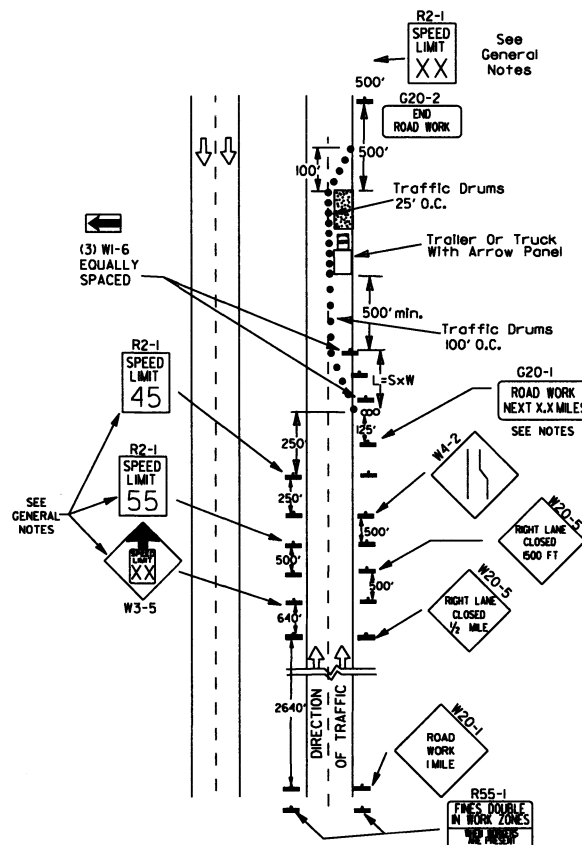 R2-1
SPEED
LIMIT
XX
See
General
Notes
500'
G20-2
END
ROAD WORK
500'
100'
Traffic Drums
25' O.C.
Trailer Or Truck
With Arrow Panel
(3) W1-6
EQUALLY
SPACED
500' min.
Traffic Drums
100' O.C.
L=S×W
R2-1
SPEED
LIMIT
45
G20-1
ROAD WORK
NEXT X.X MILES
SEE NOTES
125'
250'
W4-2
R2-1
SPEED
LIMIT
55
250'
500'
SEE
GENERAL
NOTES
W20-5
RIGHT LANE
CLOSED
1500 FT
500'
500'
SPEED
LIMIT
XX
W3-5
W20-5
RIGHT LANE
CLOSED
1/2 MILE
640'
2640'
DIRECTION
OF TRAFFIC
W20-1
ROAD
WORK
1 MILE
R55-1
FINES DOUBLE
IN WORK ZONES
WHEN WORKERS
ARE PRESENT